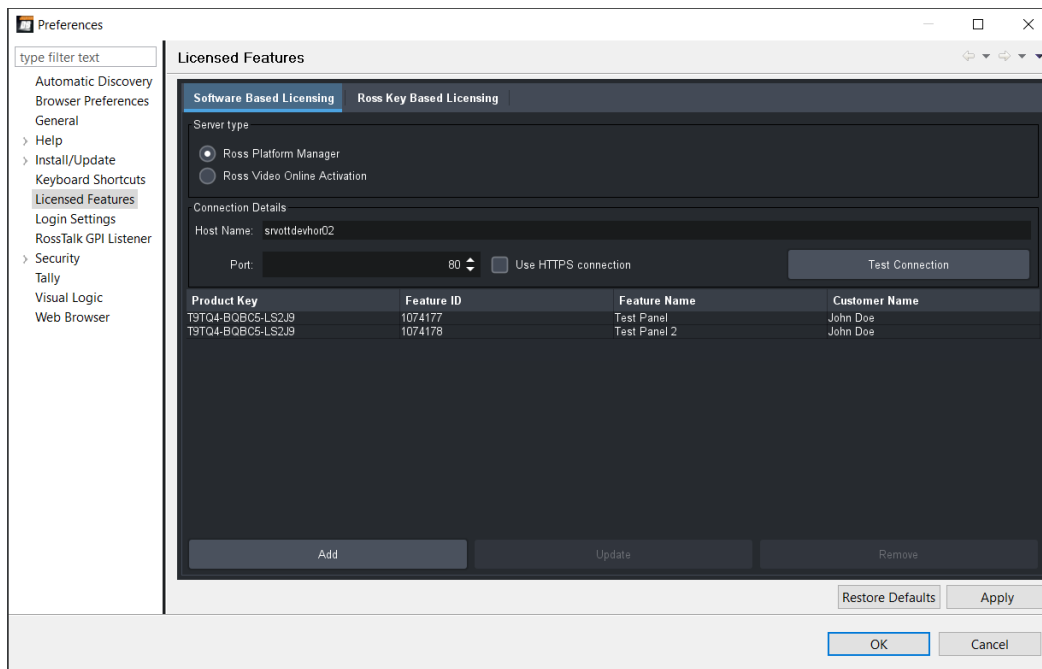 Preferences
type filter text
Automatic Discovery
Browser Preferences
General
Help
Install/Update
Keyboard Shortcuts
Licensed Features
Login Settings
RossTalk GPI Listener
Security
Tally
Visual Logic
Web Browser
Licensed Features
Software Based Licensing Ross Key Based Licensing
Server type
Ross Platform Manager
Ross Video Online Activation
Connection Details
Host Name: srvottdevhor02
Port: 80 Use HTTPS connection Test Connection
Product Key Feature ID Feature Name Customer Name
T9TQ4-BQBC5-LS2J9 1074177 Test Panel John Doe
T9TQ4-BQBC5-LS2J9 1074178 Test Panel 2 John Doe
Add Update Remove
Restore Defaults Apply
OK Cancel